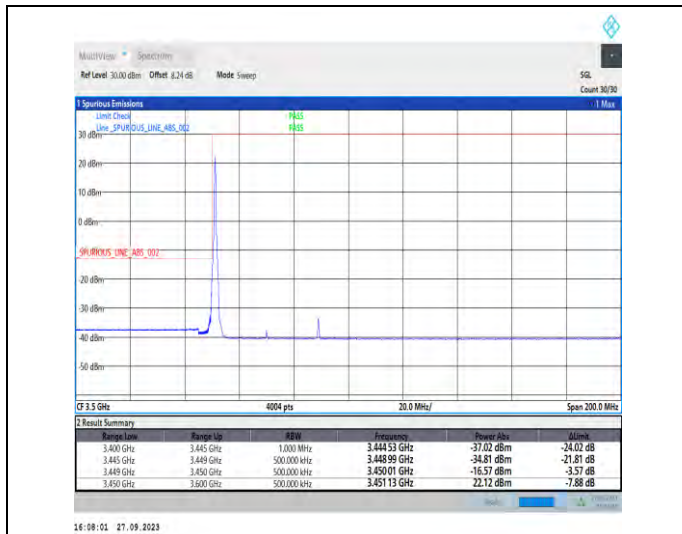 MultiView Spectrum
Ref Level 30.00 dBm Offset 8.24 dB Mode Sweep SGL
Count 30/30
1 Spurious Emissions 1 Max
Limit Check PASS
Line _SPURIOUS_LINE_ABS_002 PASS
30 dBm
20 dBm
10 dBm
0 dBm
_SPURIOUS_LINE_ABS_002
-20 dBm
-30 dBm
-40 dBm
-50 dBm
CF 3.5 GHz 4004 pts 20.0 MHz/ Span 200.0 MHz
2 Result Summary
Range Low Range Up RBW Frequency Power Abs ΔLimit
3.400 GHz 3.445 GHz 1.000 MHz 3.444 53 GHz -37.02 dBm -24.02 dB
3.445 GHz 3.449 GHz 500.000 kHz 3.448 99 GHz -34.81 dBm -21.81 dB
3.449 GHz 3.450 GHz 500.000 kHz 3.450 01 GHz -16.57 dBm -3.57 dB
3.450 GHz 3.600 GHz 500.000 kHz 3.451 13 GHz 22.12 dBm -7.88 dB
16:08:01 27.09.2023